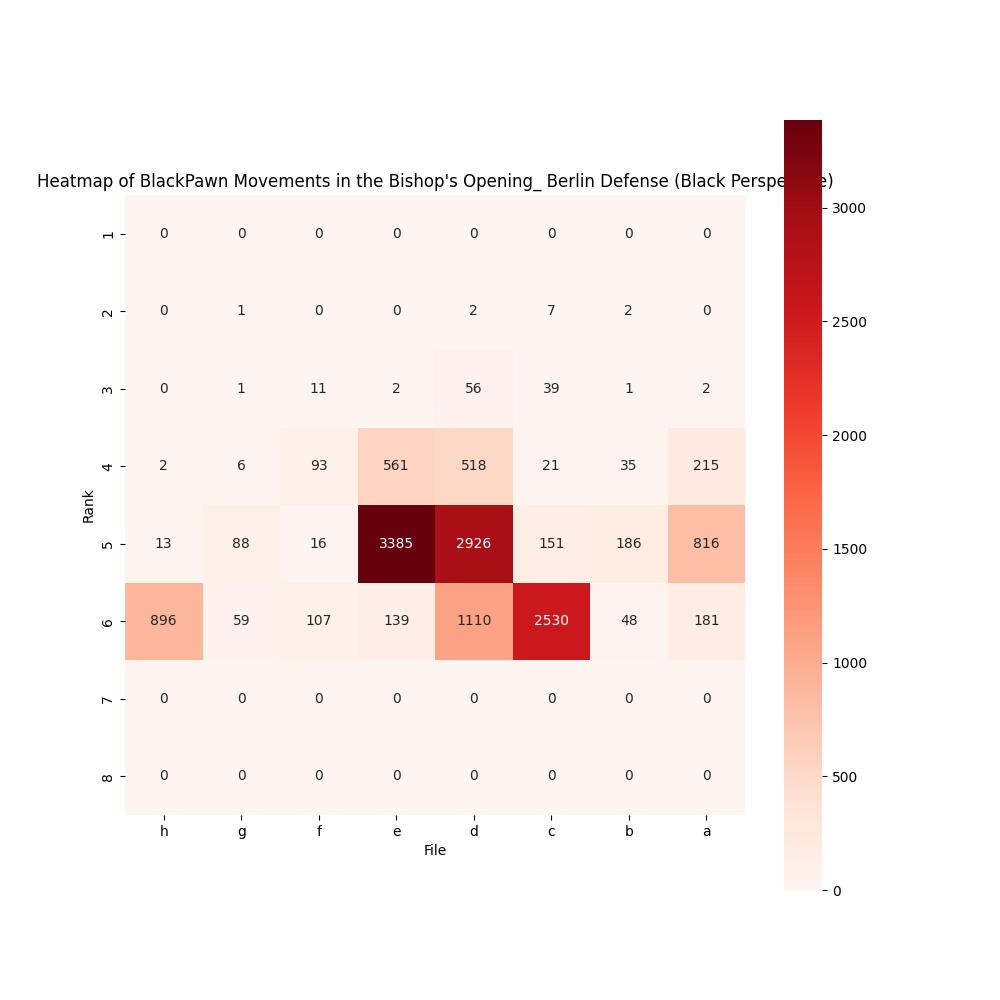 Heatmap of BlackPawn Movements in the Bishop's Opening_ Berlin Defense (Black Perspe e)
1 0 0 0 0 0 0 0 0
2 0 1 0 0 2 7 2 0
3 0 1 11 2 56 39 1 2
4 2 6 93 561 518 21 35 215
5 13 88 16 3385 2926 151 186 816
6 896 59 107 139 1110 2530 48 181
7 0 0 0 0 0 0 0 0
8 0 0 0 0 0 0 0 0
h g f e d c b a
File
Rank
3000
2500
2000
1500
1000
500
0